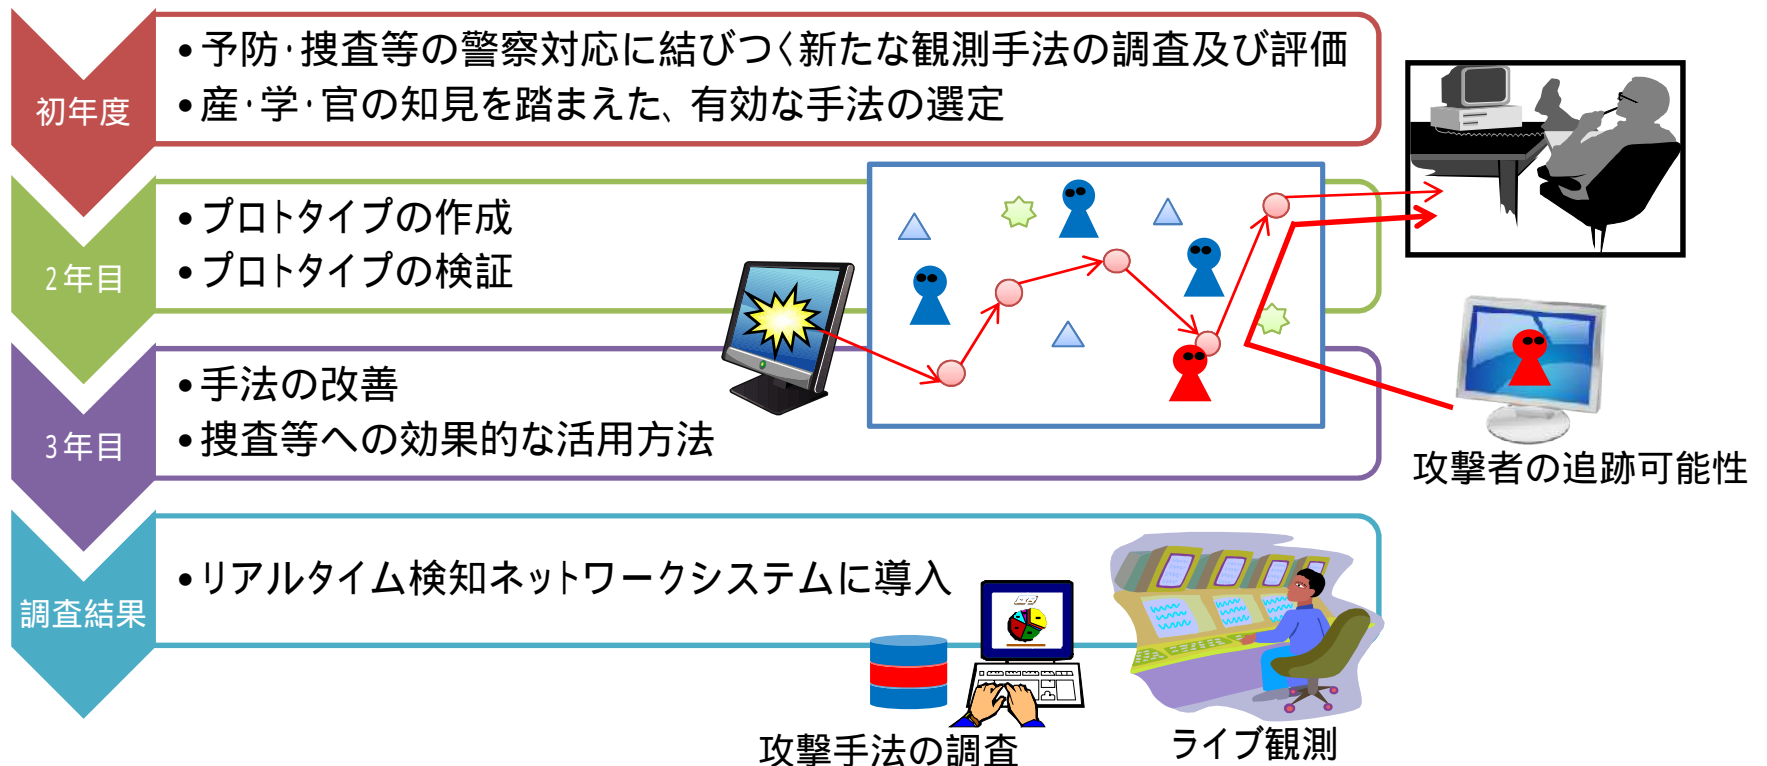 初年度
•予防・捜査等の警察対応に結びつく新たな観測手法の調査及び評価
•産・学・官の知見を踏まえた、有効な手法の選定
2年目
•プロトタイプの作成
•プロトタイプの検証
3年目
•手法の改善
•捜査等への効果的な活用方法
攻撃者の追跡可能性
調査結果
•リアルタイム検知ネットワークシステムに導入
攻撃手法の調査
ライブ観測